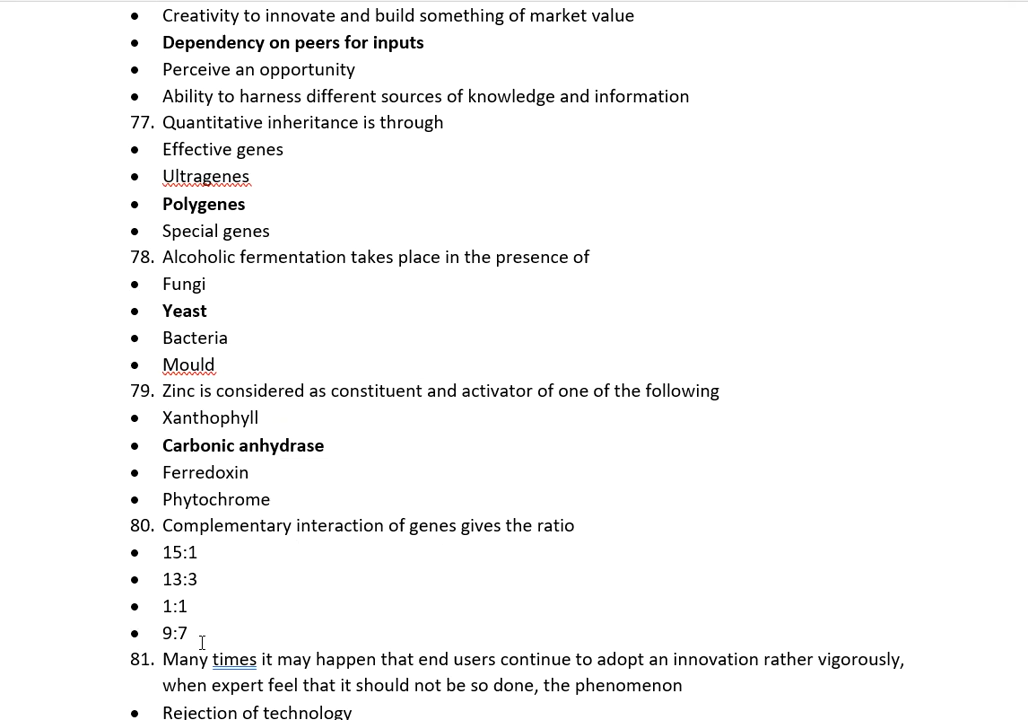 • Creativity to innovate and build something of market value
• Dependency on peers for inputs
• Perceive an opportunity
• Ability to harness different sources of knowledge and information
77. Quantitative inheritance is through
• Effective genes
• Ultragenes
• Polygenes
• Special genes
78. Alcoholic fermentation takes place in the presence of
• Fungi
• Yeast
• Bacteria
• Mould
79. Zinc is considered as constituent and activator of one of the following
• Xanthophyll
• Carbonic anhydrase
• Ferredoxin
• Phytochrome
80. Complementary interaction of genes gives the ratio
• 15:1
• 13:3
• 1:1
• 9:7
81. Many times it may happen that end users continue to adopt an innovation rather vigorously,
when expert feel that it should not be so done, the phenomenon
• Rejection of technology